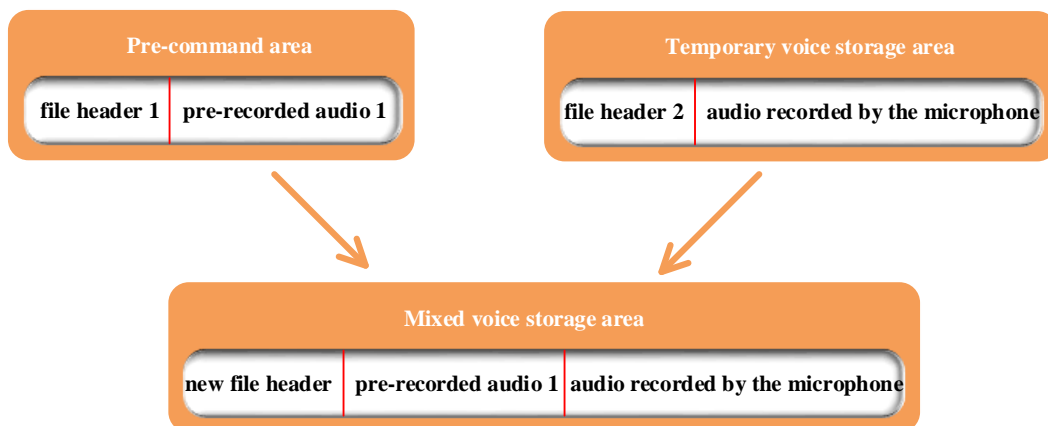 Pre-command area
file header 1
pre-recorded audio 1
Temporary voice storage area
file header 2
audio recorded by the microphone
Mixed voice storage area
new file header
pre-recorded audio 1
audio recorded by the microphone